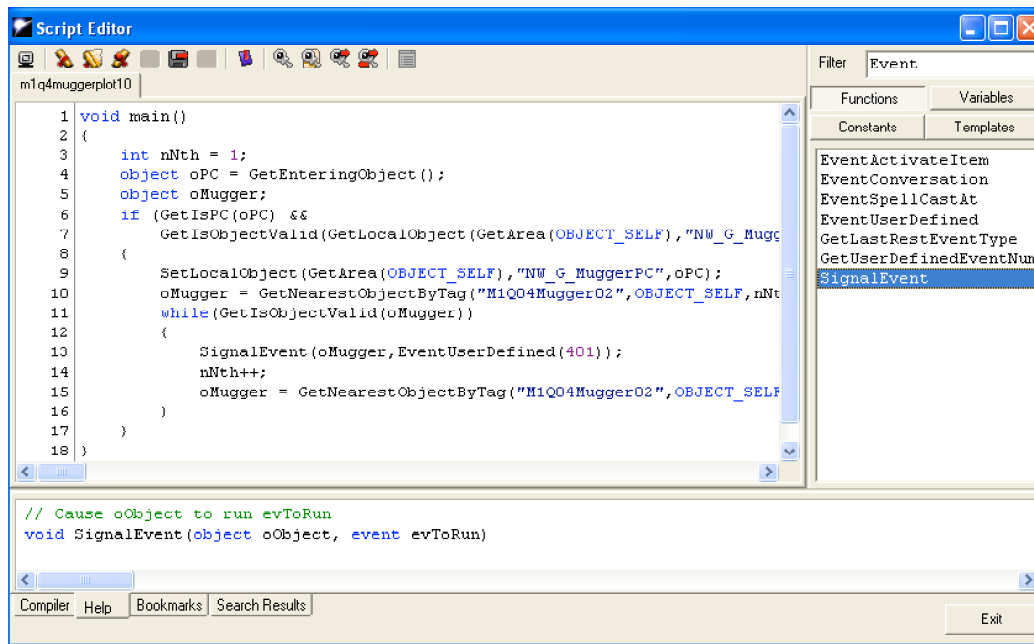 Script Editor
m1q4muggerplot10
1 void main()
2 {
3 int nNth = 1;
4 object oPC = GetEnteringObject();
5 object oMugger;
6 if (GetIsPC(oPC) &&
7 GetIsObjectValid(GetLocalObject(GetArea(OBJECT_SELF),"NW_G_Mugg
8 {
9 SetLocalObject(GetArea(OBJECT_SELF),"NW_G_MuggerPC",oPC);
10 oMugger = GetNearestObjectByTag("M1Q04Mugger02",OBJECT_SELF,nNt
11 while(GetIsObjectValid(oMugger))
12 {
13 SignalEvent(oMugger,EventUserDefined(401));
14 nNth++;
15 oMugger = GetNearestObjectByTag("M1Q04Mugger02",OBJECT_SELF
16 }
17 }
18 }
Filter Event
Functions Variables
Constants Templates
EventActivateItem
EventConversation
EventSpellCastAt
EventUserDefined
GetLastRestEventType
GetUserDefinedEventNum
SignalEvent
// Cause oObject to run evToRun
void SignalEvent(object oObject, event evToRun)
Compiler Help Bookmarks Search Results
Exit